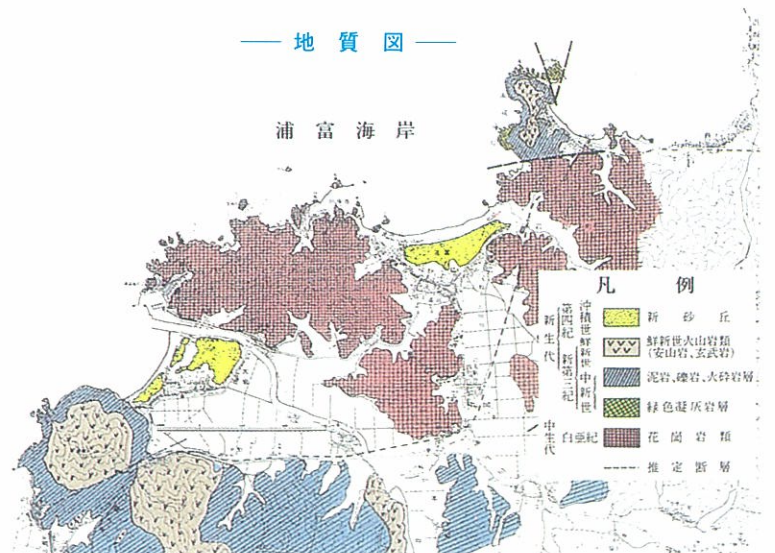 地 質 図
浦 富 海 岸
凡 例
新生代
第四紀
沖積世
新 砂 丘
新第三紀
鮮新世
鮮新世火山岩類
(安山岩、玄武岩)
中新世
泥岩、礫岩、火砕岩層
緑色凝灰岩層
中生代
白亜紀
花 崗 岩 類
推 定 断 層